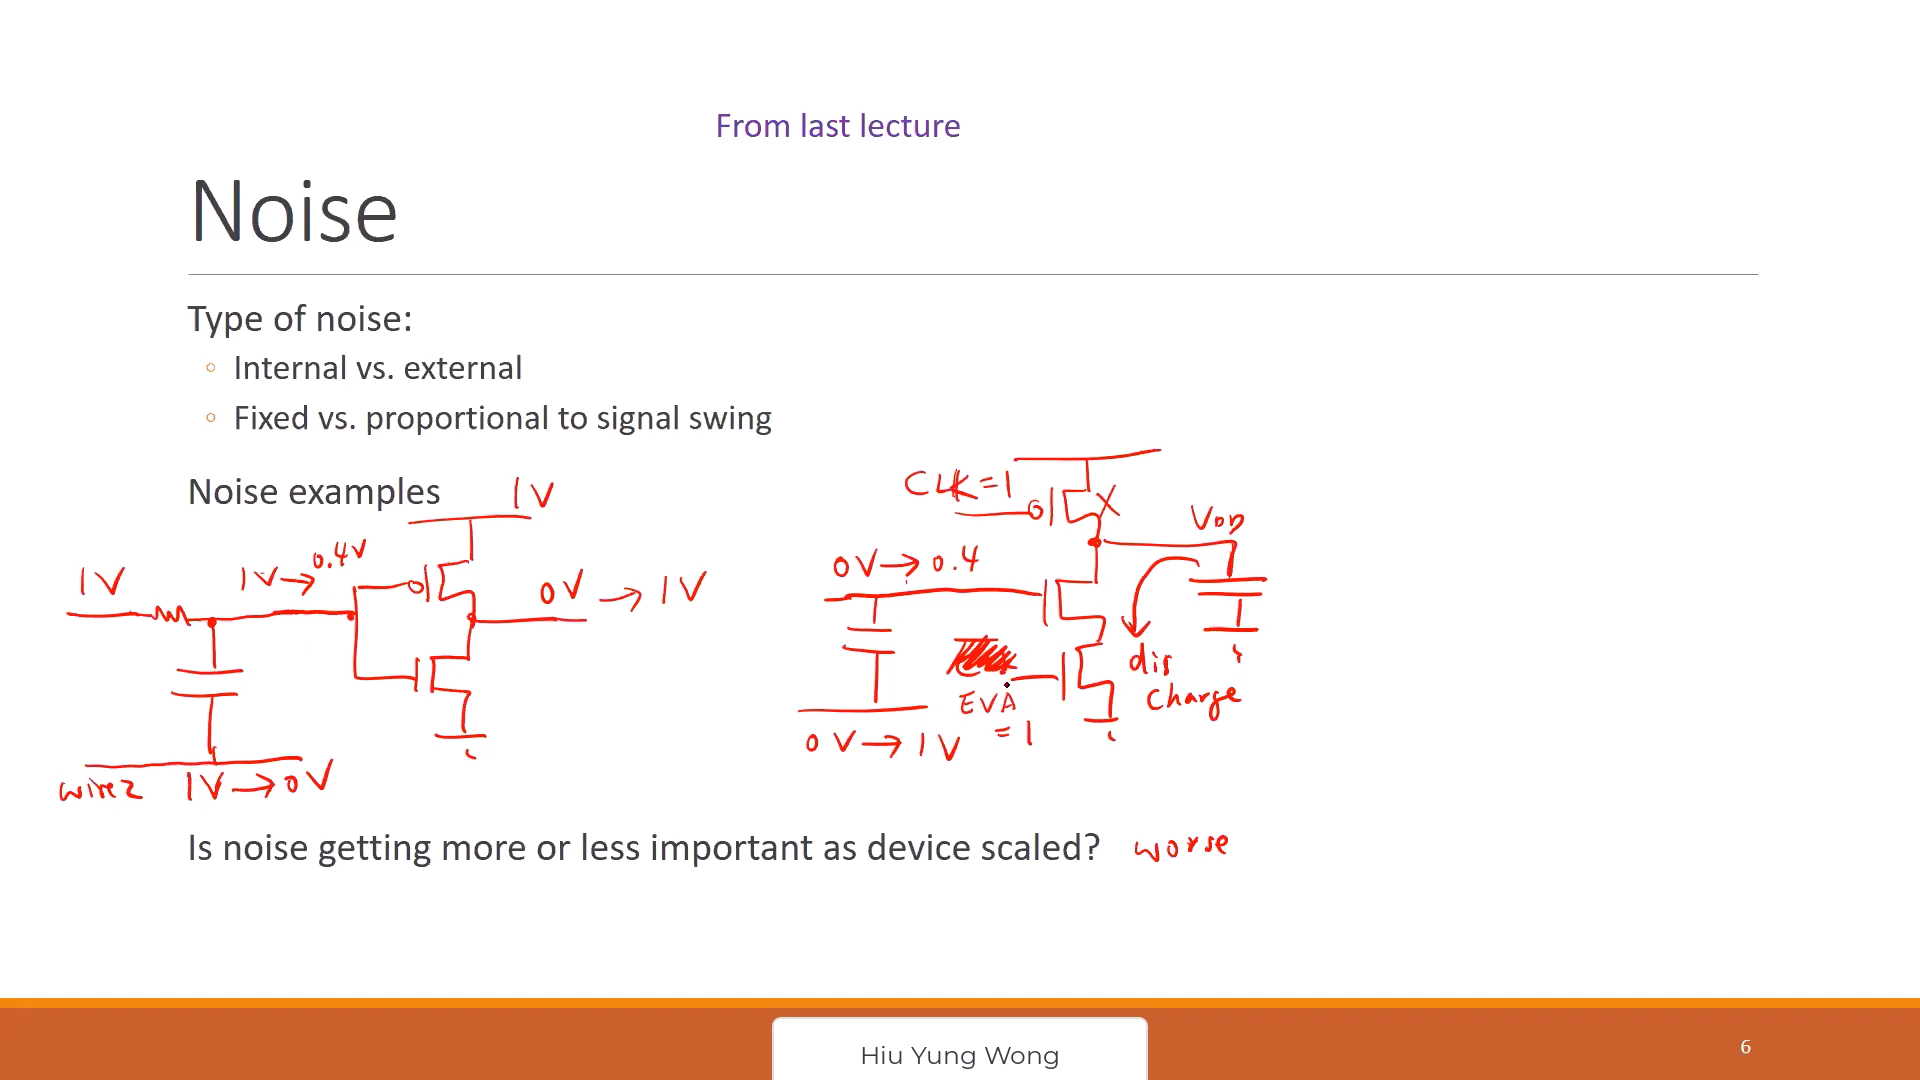 From last lecture
Noise
Type of noise:
◦ Internal vs. external
◦ Fixed vs. proportional to signal swing
Noise examples
1V
1V
1V → 0.4V
0V → 1V
wire2 1V → 0V
CLK=1
X
VDD
0V → 0.4
EVA
=1
0V → 1V
dis
charge
Is noise getting more or less important as device scaled? worse
Hiu Yung Wong
6